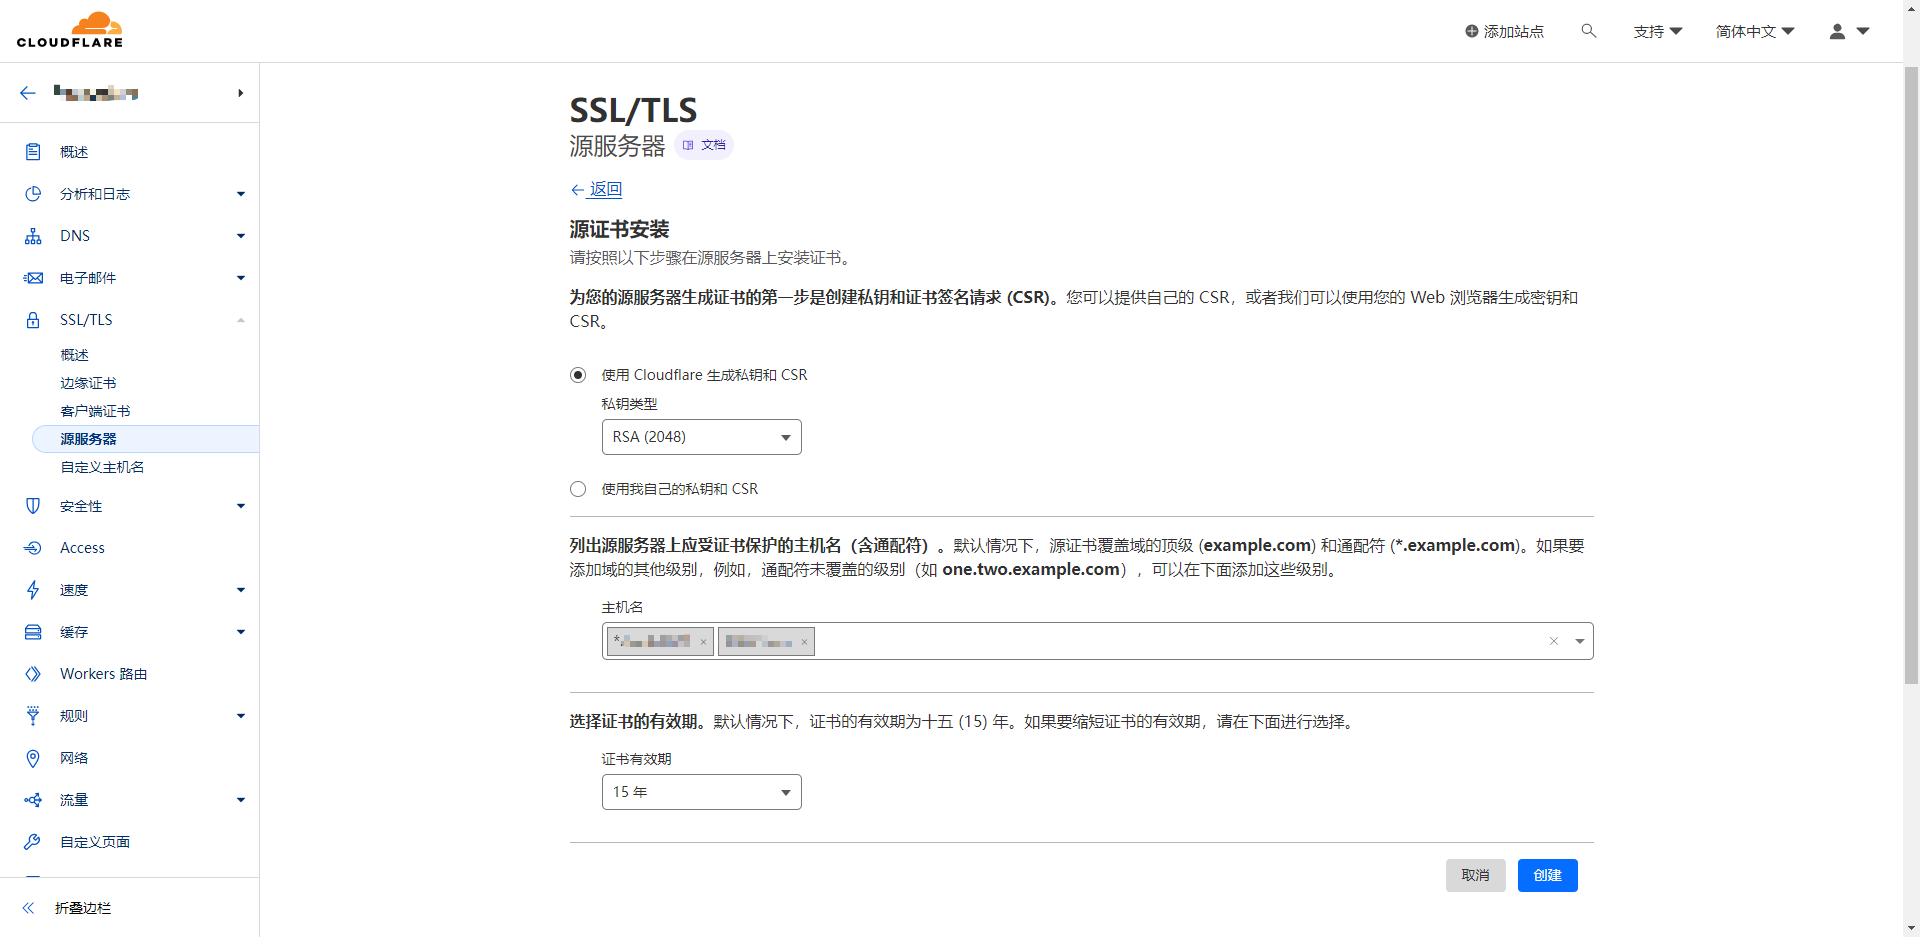 CLOUDFLARE
添加站点
支持
简体中文
概述
分析和日志
DNS
电子邮件
SSL/TLS
概述
边缘证书
客户端证书
源服务器
自定义主机名
安全性
Access
速度
缓存
Workers 路由
规则
网络
流量
自定义页面
折叠边栏
SSL/TLS
源服务器
文档
返回
源证书安装
请按照以下步骤在源服务器上安装证书。
为您的源服务器生成证书的第一步是创建私钥和证书签名请求 (CSR)。您可以提供自己的 CSR，或者我们可以使用您的 Web 浏览器生成密钥和
CSR。
使用 Cloudflare 生成私钥和 CSR
私钥类型
RSA (2048)
使用我自己的私钥和 CSR
列出源服务器上应受证书保护的主机名（含通配符）。默认情况下，源证书覆盖域的顶级 (example.com) 和通配符 (*.example.com)。如果要
添加域的其他级别，例如，通配符未覆盖的级别（如 one.two.example.com），可以在下面添加这些级别。
主机名
选择证书的有效期。默认情况下，证书的有效期为十五 (15) 年。如果要缩短证书的有效期，请在下面进行选择。
证书有效期
15 年
取消
创建